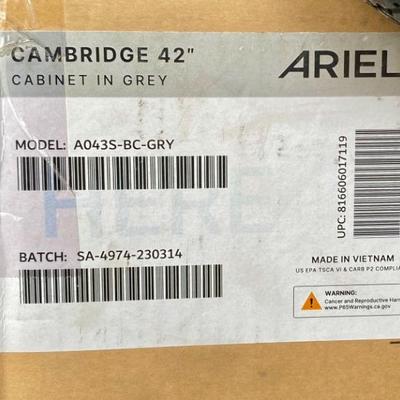 CAMBRIDGE 42"
CABINET IN GREY
ARIEL
MODEL: A043S-BC-GRY
HERE
BATCH: SA-4974-230314
UPC: 816606017119
MADE IN VIETNAM
US EPA TSCA VI & CARB P2 COMPLIA
WARNING:
Cancer and Reproductive Harm
www.P65Warnings.ca.gov